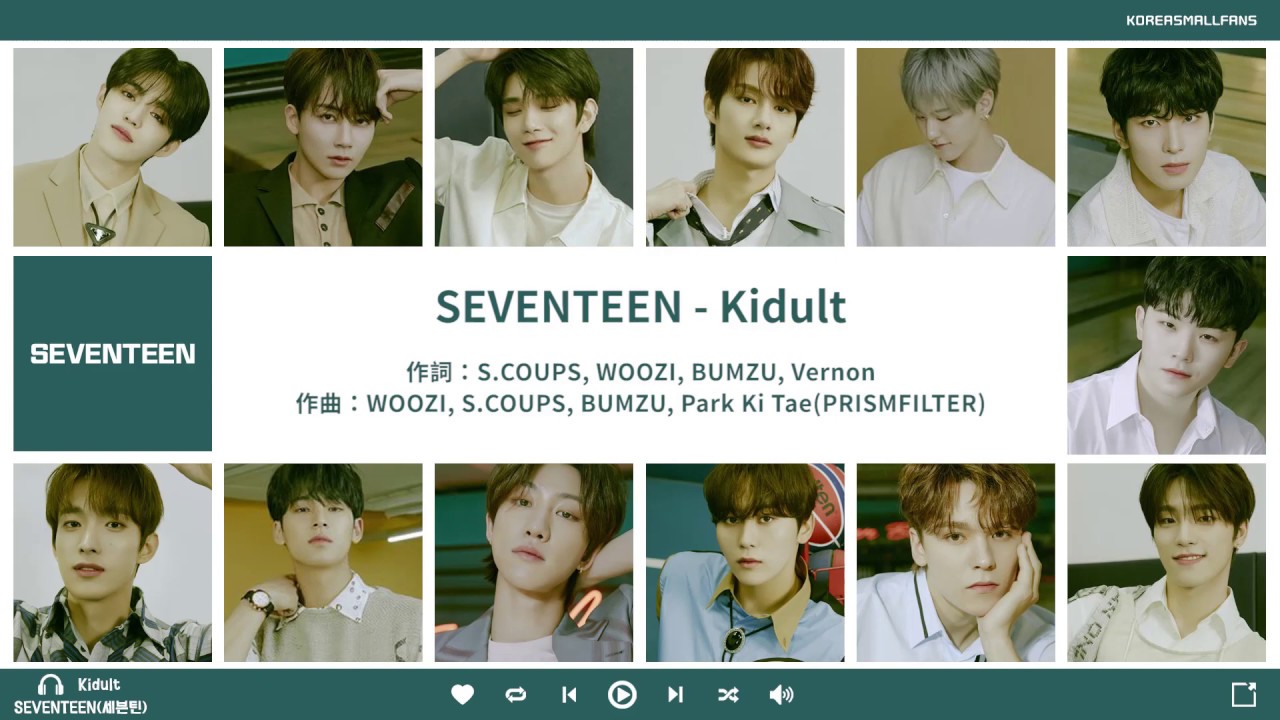 KOREASMALLFANS
SEVENTEEN
SEVENTEEN - Kidult
作詞：S.COUPS, WOOZI, BUMZU, Vernon
作曲：WOOZI, S.COUPS, BUMZU, Park Ki Tae(PRISMFILTER)
Kidult
SEVENTEEN(세븐틴)